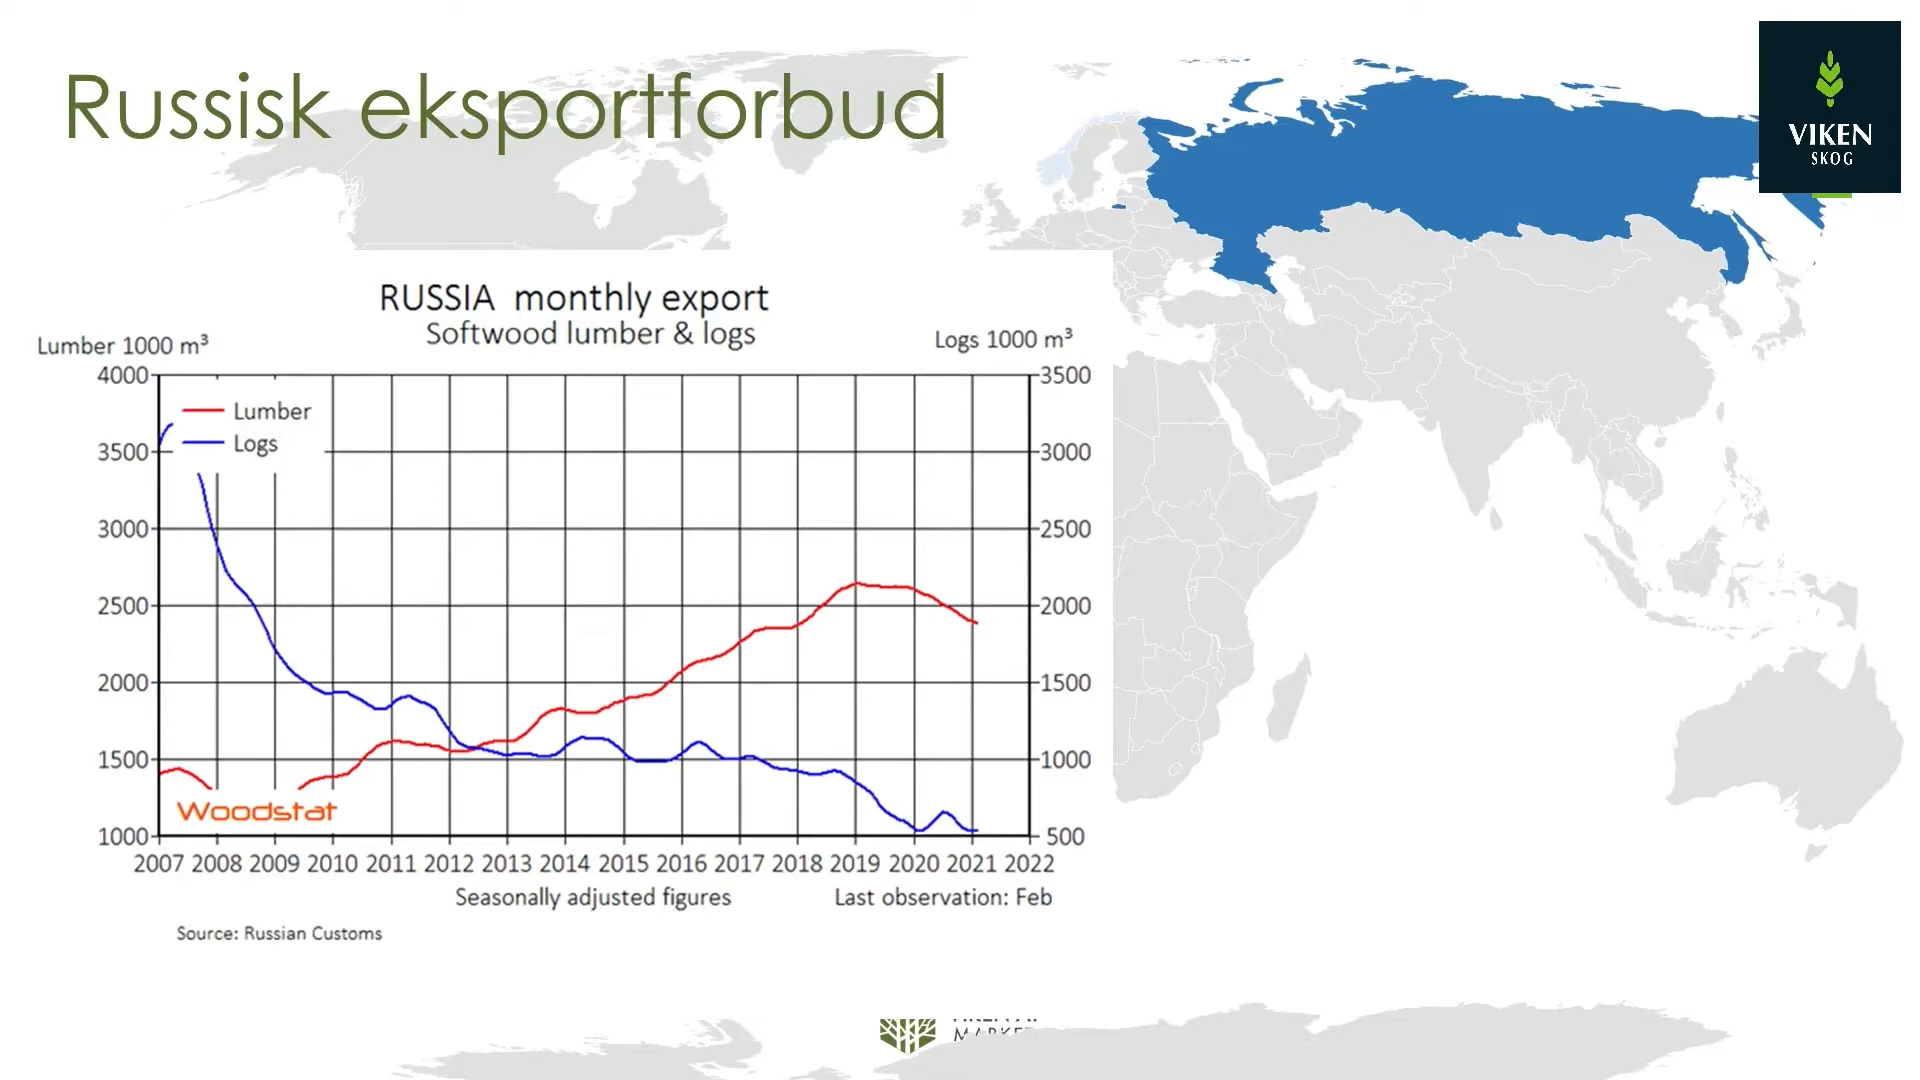 Russisk eksportforbud
VIKEN
SKOG
RUSSIA monthly export
Softwood lumber & logs
Lumber 1000 m³
Logs 1000 m³
4000
3500
3000
2500
2000
1500
1000
3500
3000
2500
2000
1500
1000
500
Lumber
Logs
Woodstat
2007 2008 2009 2010 2011 2012 2013 2014 2015 2016 2017 2018 2019 2020 2021 2022
Seasonally adjusted figures
Last observation: Feb
Source: Russian Customs